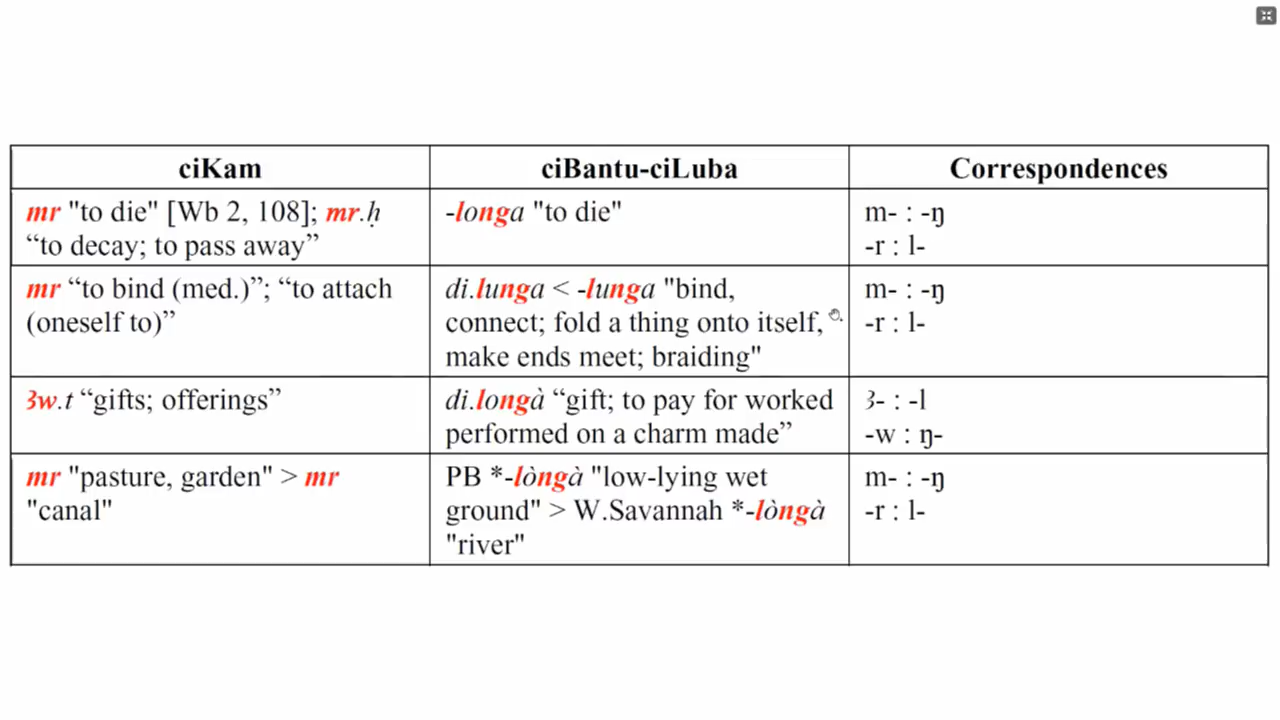 ciKam
ciBantu-ciLuba
Correspondences
mr "to die" [Wb 2, 108]; mr.ḥ
“to decay; to pass away”
-longa "to die"
m- : -ŋ
-r : l-
mr “to bind (med.)”; “to attach
(oneself to)”
di.lunga < -lunga "bind,
connect; fold a thing onto itself,
make ends meet; braiding"
m- : -ŋ
-r : l-
3w.t “gifts; offerings”
di.longà “gift; to pay for worked
performed on a charm made”
3- : -l
-w : ŋ-
mr "pasture, garden" > mr
"canal"
PB *-lòngà "low-lying wet
ground" > W.Savannah *-lòngà
"river"
m- : -ŋ
-r : l-